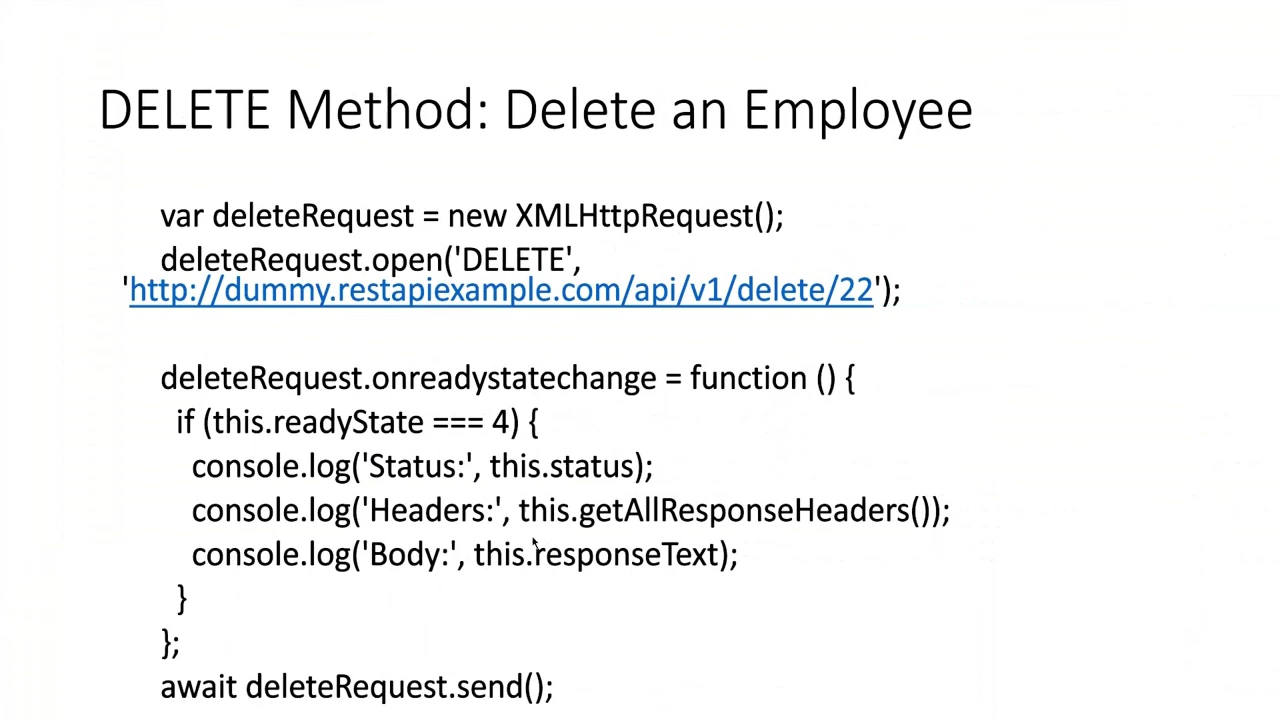 DELETE Method: Delete an Employee
var deleteRequest = new XMLHttpRequest();
deleteRequest.open('DELETE',
'http://dummy.restapiexample.com/api/v1/delete/22');
deleteRequest.onreadystatechange = function () {
if (this.readyState === 4) {
console.log('Status:', this.status);
console.log('Headers:', this.getAllResponseHeaders());
console.log('Body:', this.responseText);
}
};
await deleteRequest.send();